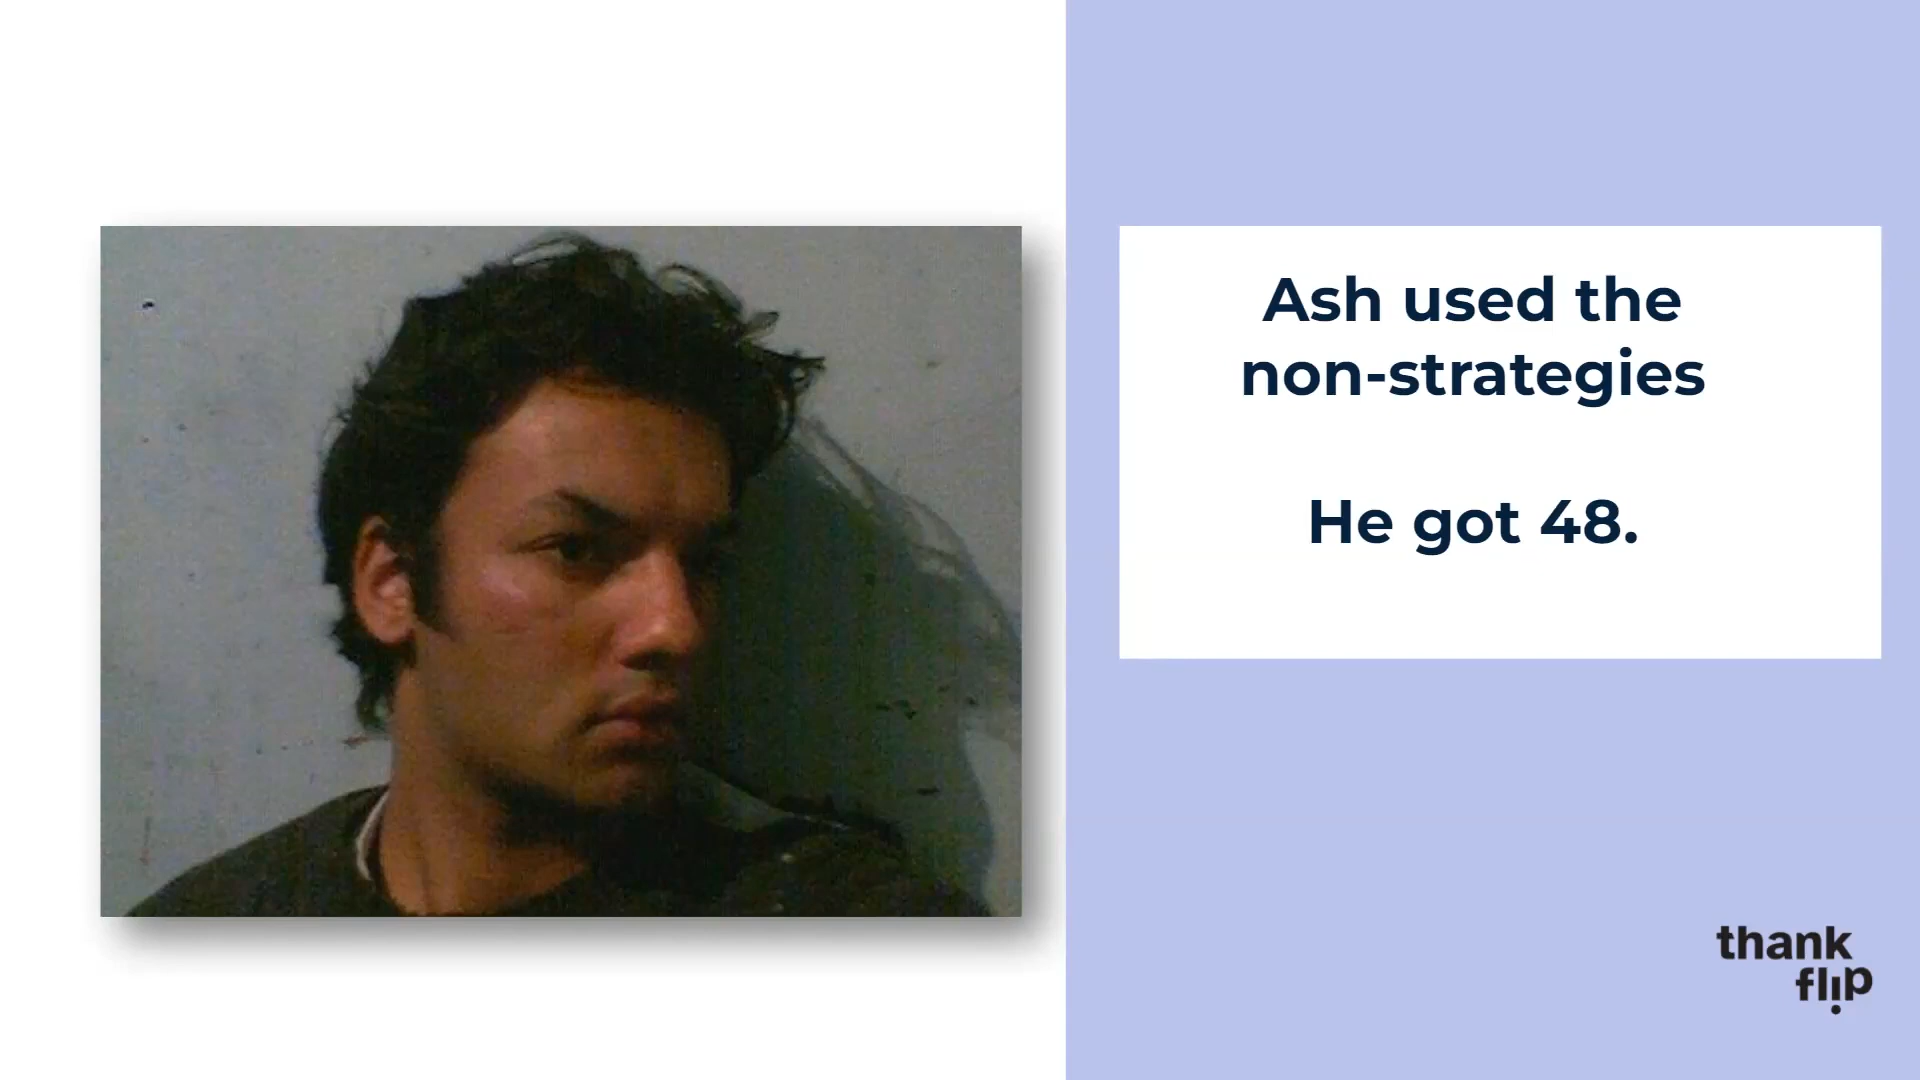 Ash used the
non-strategies
He got 48.
thank
flip